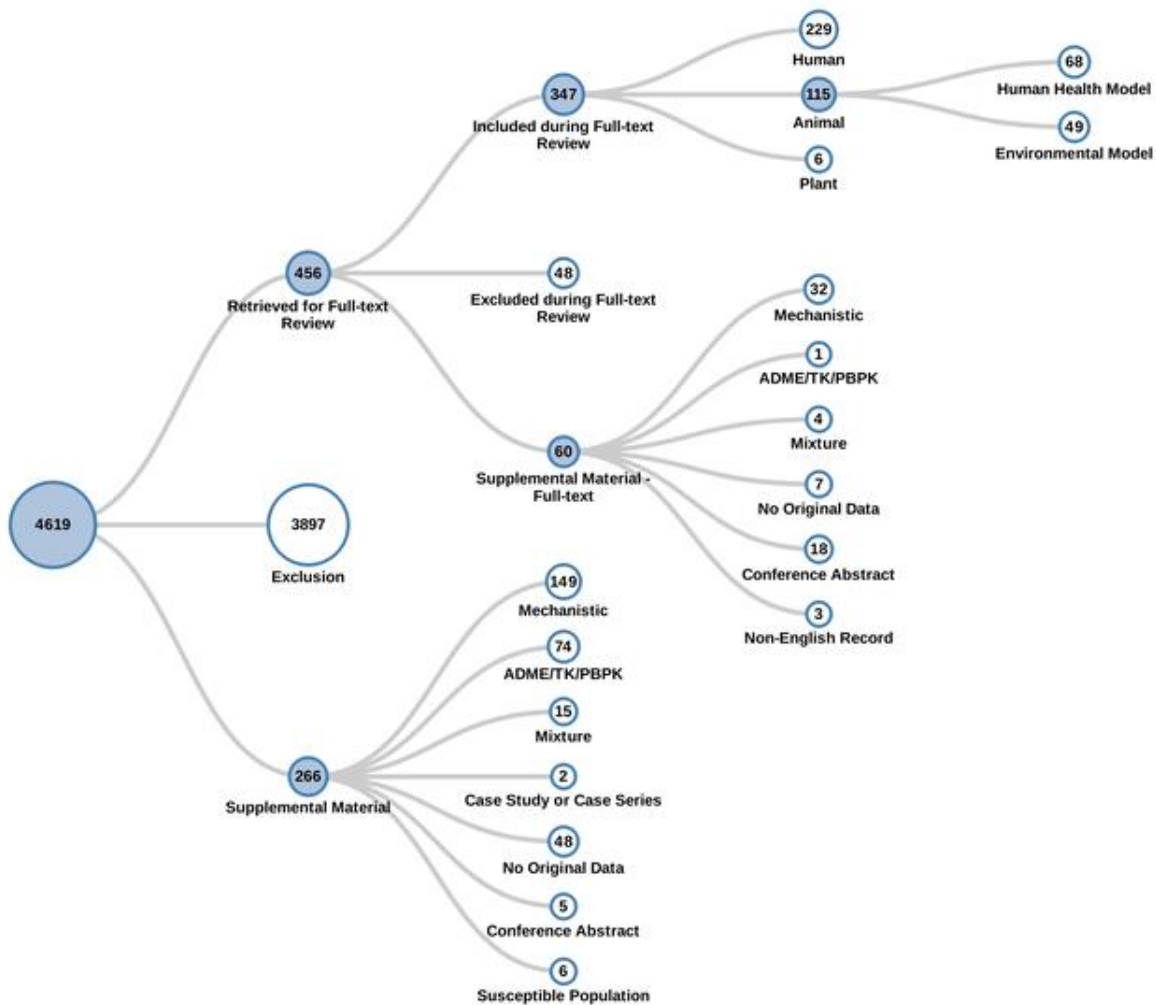 4619
456
Retrieved for Full-text
Review
347
Included during Full-text
Review
229
Human
115
Animal
68
Human Health Model
49
Environmental Model
6
Plant
48
Excluded during Full-text
Review
60
Supplemental Material -
Full-text
32
Mechanistic
1
ADME/TK/PBPK
4
Mixture
7
No Original Data
18
Conference Abstract
3
Non-English Record
3897
Exclusion
266
Supplemental Material
149
Mechanistic
74
ADME/TK/PBPK
15
Mixture
2
Case Study or Case Series
48
No Original Data
5
Conference Abstract
6
Susceptible Population